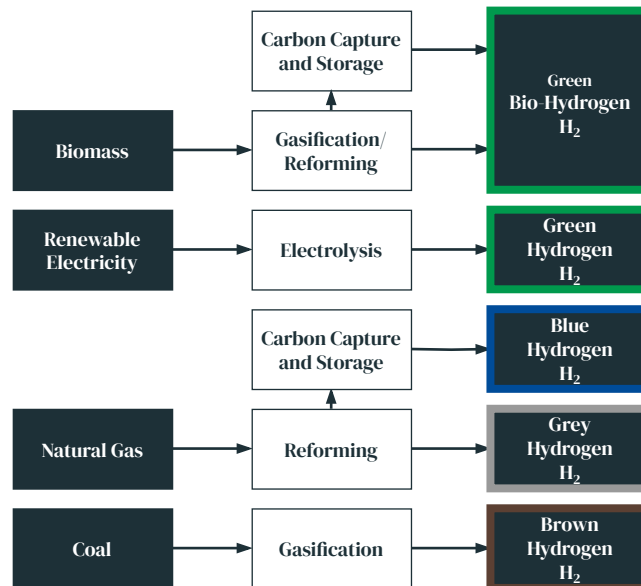 Carbon Capture
and Storage
Green
Bio-Hydrogen
H₂
Biomass
Gasification/
Reforming
Renewable
Electricity
Electrolysis
Green
Hydrogen
H₂
Carbon Capture
and Storage
Blue
Hydrogen
H₂
Natural Gas
Reforming
Grey
Hydrogen
H₂
Coal
Gasification
Brown
Hydrogen
H₂